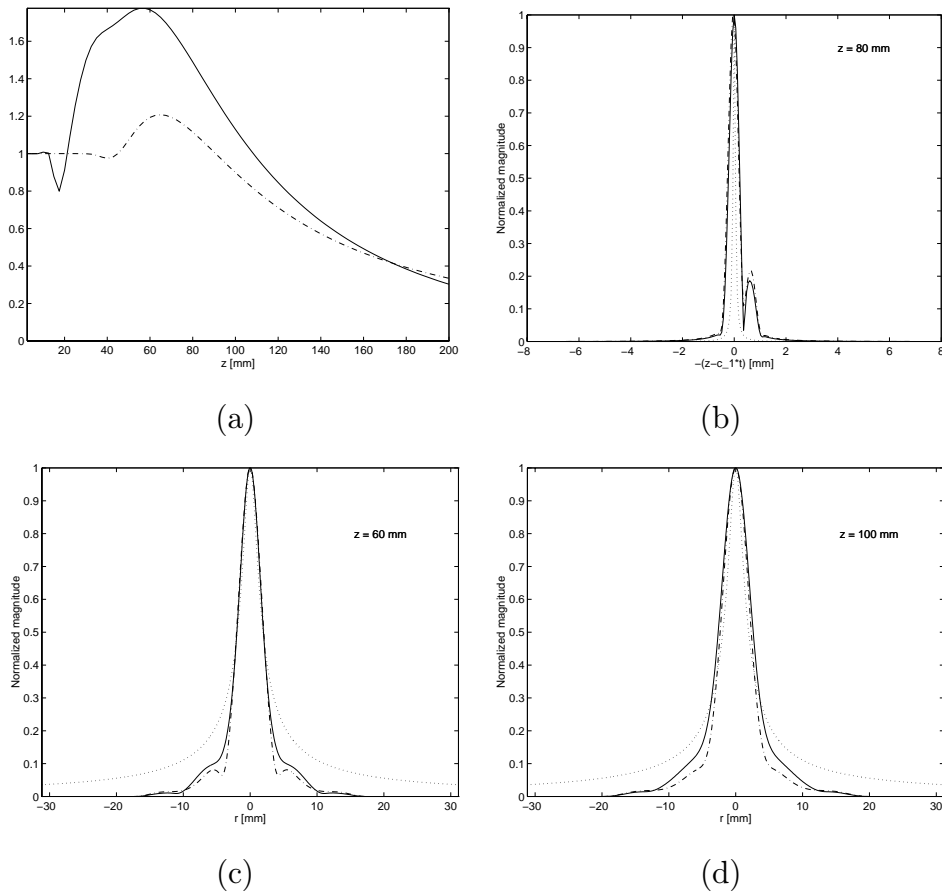 1.6
1.4
1.2
1
0.8
0.6
0.4
0.2
0
20 40 60 80 100 120 140 160 180 200
z [mm]
(a)
1
0.9
0.8
0.7
0.6
0.5
0.4
0.3
0.2
0.1
0
Normalized magnitude
z = 80 mm
−8 −6 −4 −2 0 2 4 6 8
−(z−c_1*t) [mm]
(b)
1
0.9
0.8
0.7
0.6
0.5
0.4
0.3
0.2
0.1
0
Normalized magnitude
z = 60 mm
−30 −20 −10 0 10 20 30
r [mm]
(c)
1
0.9
0.8
0.7
0.6
0.5
0.4
0.3
0.2
0.1
0
Normalized magnitude
z = 100 mm
−30 −20 −10 0 10 20 30
r [mm]
(d)